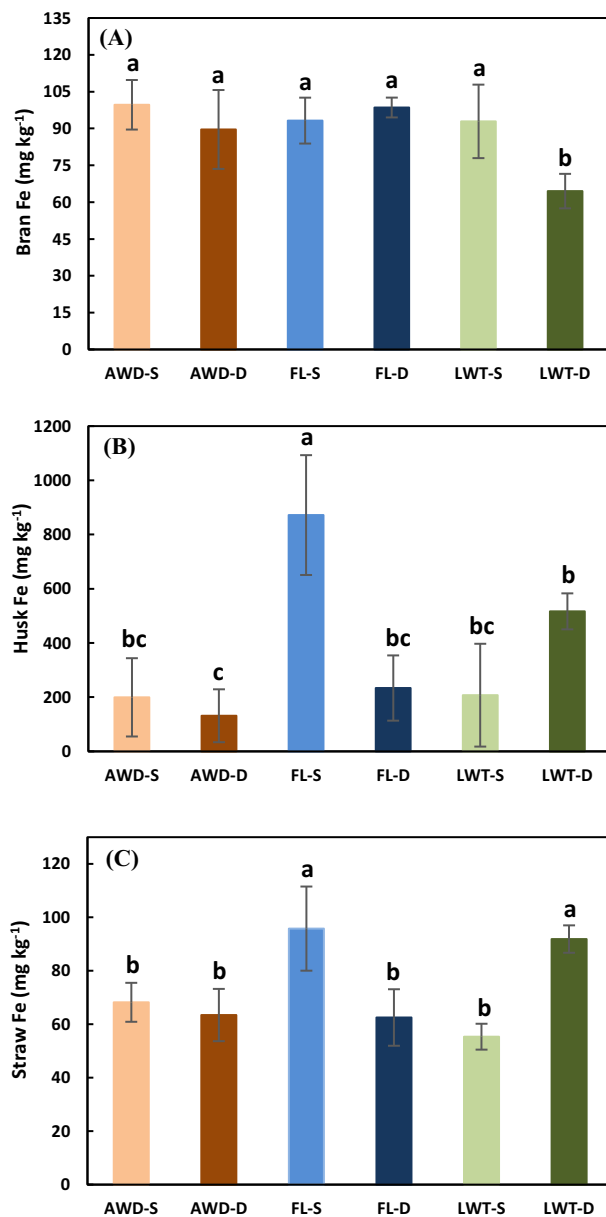 (A)
Bran Fe (mg kg⁻¹)
135
120
105
90
75
60
45
30
15
0
a a a a a b
AWD-S AWD-D FL-S FL-D LWT-S LWT-D
(B)
Husk Fe (mg kg⁻¹)
1200
1000
800
600
400
200
0
bc c a bc bc b
AWD-S AWD-D FL-S FL-D LWT-S LWT-D
(C)
Straw Fe (mg kg⁻¹)
120
100
80
60
40
20
0
b b a b b a
AWD-S AWD-D FL-S FL-D LWT-S LWT-D